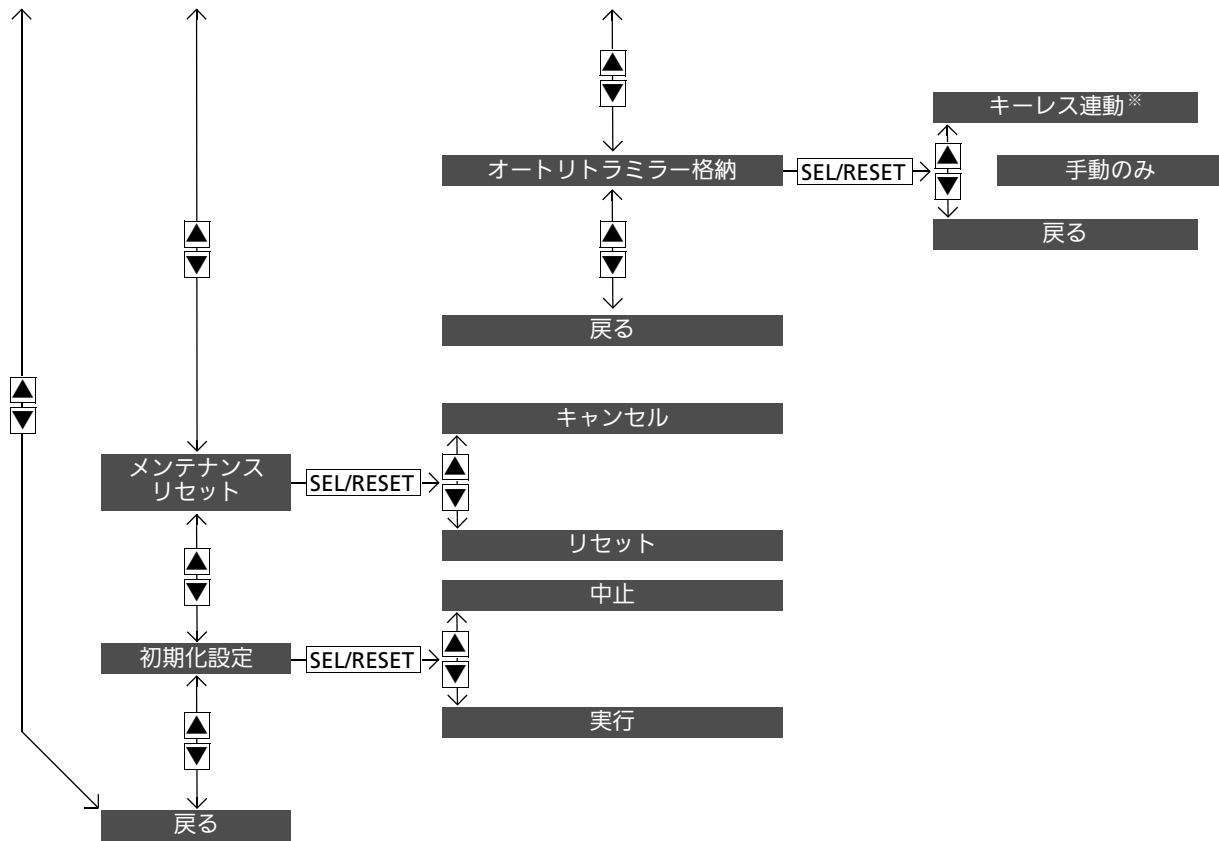 キーレス連動※
オートリトラミラー格納
SEL/RESET
▲
▼
手動のみ
戻る
▲
▼
▲
▼
▲
▼
戻る
▲
▼
キャンセル
メンテナンス
リセット
SEL/RESET
▲
▼
リセット
▲
▼
中止
初期化設定
SEL/RESET
▲
▼
実行
▲
▼
戻る